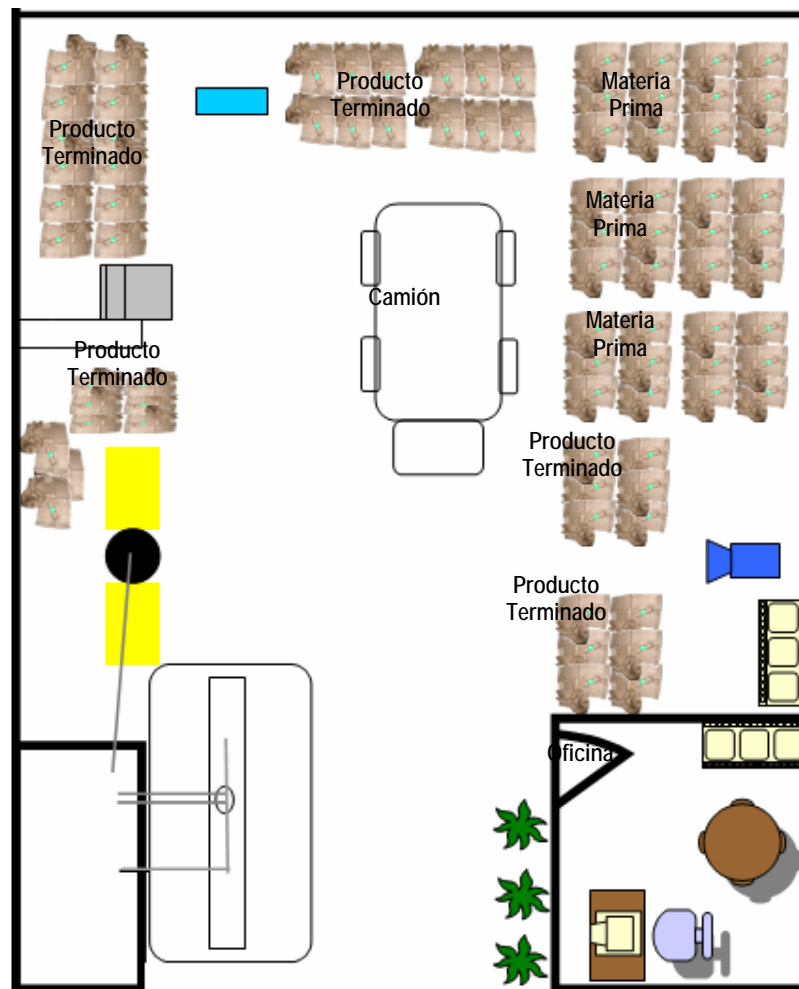 Producto
Terminado
Producto
Terminado
Materia
Prima
Materia
Prima
Camión
Materia
Prima
Producto
Terminado
Producto
Terminado
Producto
Terminado
Oficina